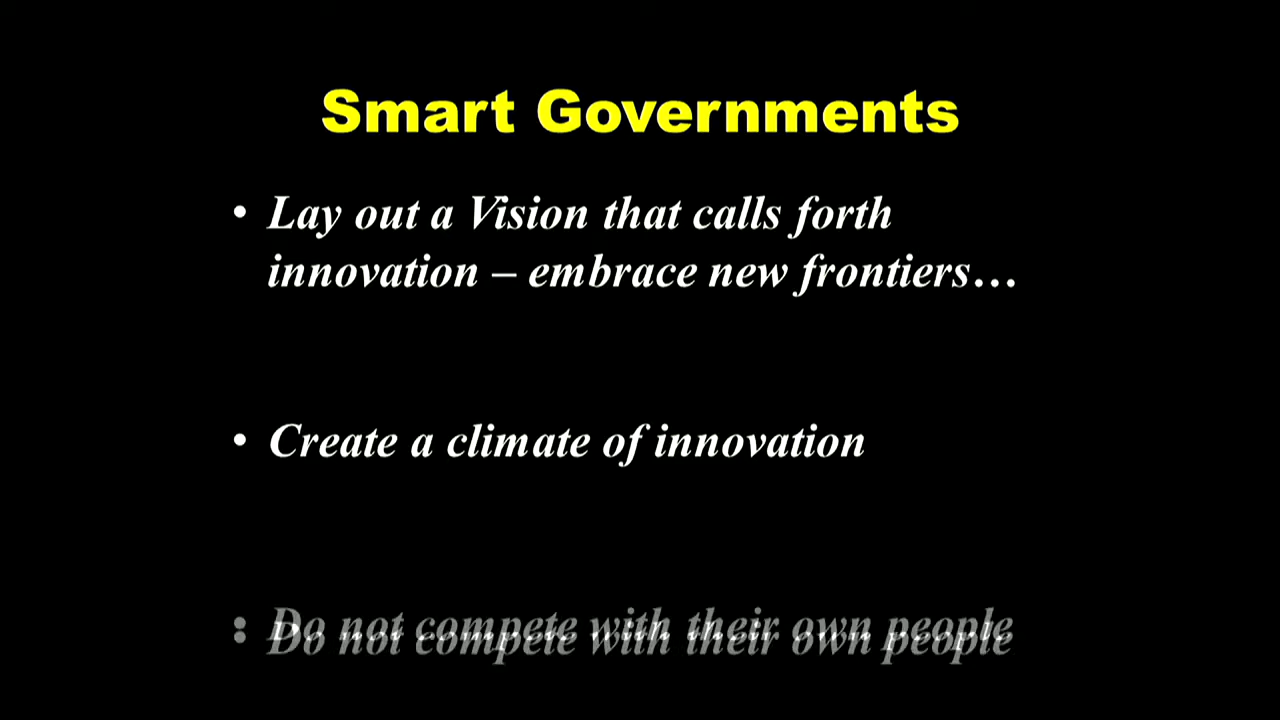 Smart Governments
• Lay out a Vision that calls forth
innovation – embrace new frontiers…
• Create a climate of innovation
• Do not compete with their own people